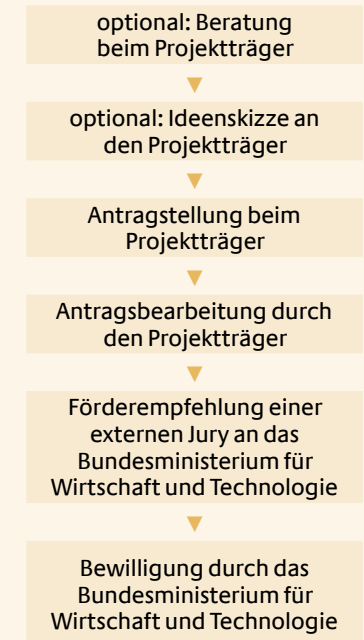 optional: Beratung
beim Projektträger
optional: Ideenskizze an
den Projektträger
Antragstellung beim
Projektträger
Antragsbearbeitung durch
den Projektträger
Förderempfehlung einer
externen Jury an das
Bundesministerium für
Wirtschaft und Technologie
Bewilligung durch das
Bundesministerium für
Wirtschaft und Technologie